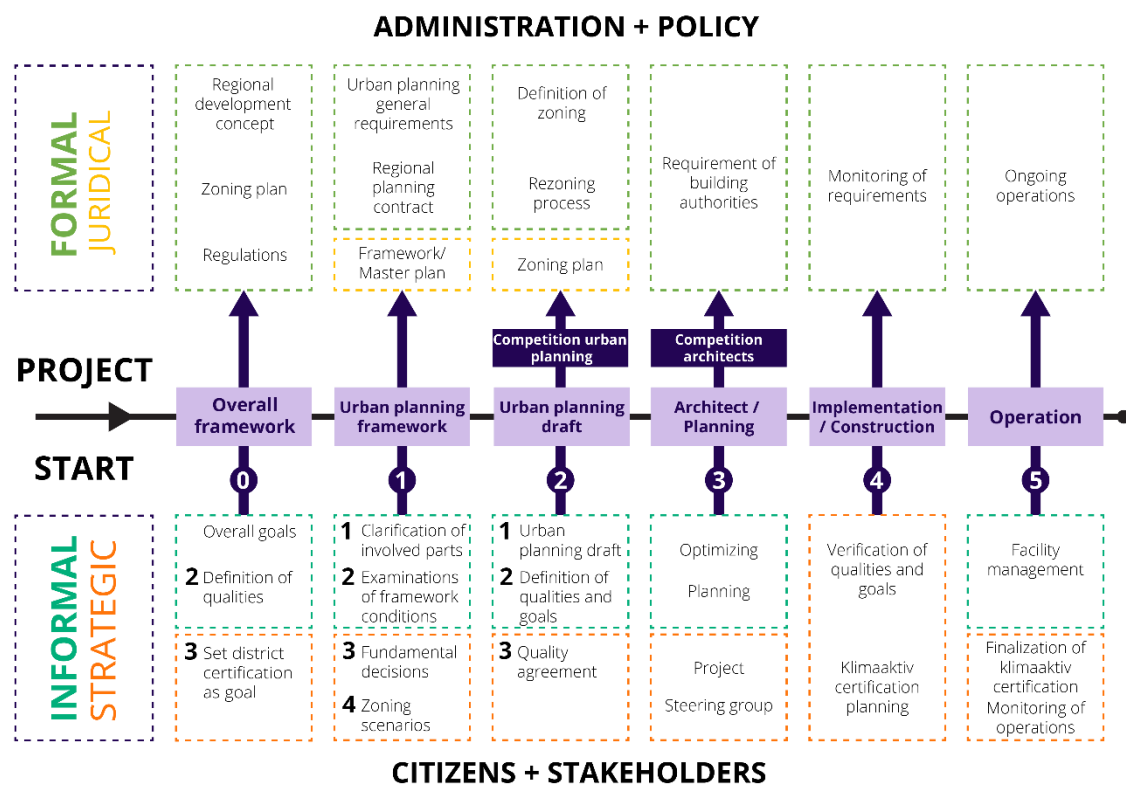 ADMINISTRATION + POLICY
FORMAL
JURIDICAL
Regional
development
concept
Zoning plan
Regulations
Urban planning
general
requirements
Regional
planning
contract
Framework/
Master plan
Definition of
zoning
Rezoning
process
Zoning plan
Requirement of
building
authorities
Monitoring of
requirements
Ongoing
operations
Competition urban
planning
Competition
architects
PROJECT
START
Overall
framework
Urban planning
framework
Urban planning
draft
Architect /
Planning
Implementation
/ Construction
Operation
0
1
2
3
4
5
INFORMAL
STRATEGIC
Overall goals
2 Definition of
qualities
3 Set district
certification
as goal
1 Clarification of
involved parts
2 Examinations
of framework
conditions
3 Fundamental
decisions
4 Zoning
scenarios
1 Urban
planning draft
2 Definition of
qualities and
goals
3 Quality
agreement
Optimizing
Planning
Project
Steering group
Verification of
qualities and
goals
Klimaaktiv
certification
planning
Facility
management
Finalization of
klimaaktiv
certification
Monitoring of
operations
CITIZENS + STAKEHOLDERS